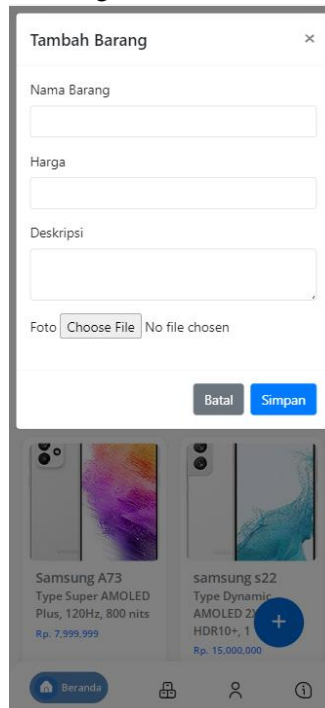 Tambah Barang ×
Nama Barang
Harga
Deskripsi
Foto Choose File No file chosen
Batal Simpan
Samsung A73
Type Super AMOLED
Plus, 120Hz, 800 nits
Rp. 7,999,999
samsung s22
Type Dynamic
AMOLED
HDR10+, 1
Rp. 15,000,000
+
Beranda